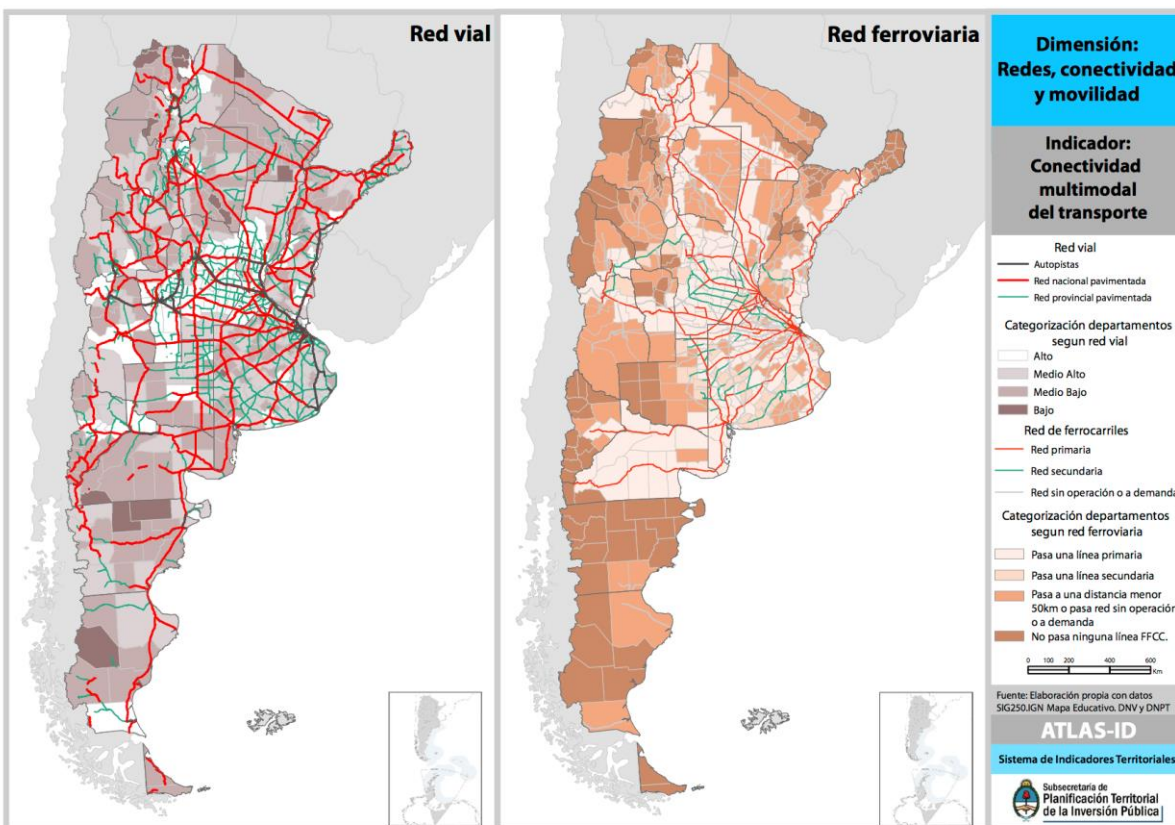 Red vial
Red ferroviaria
Dimensión:
Redes, conectividad
y movilidad
Indicador:
Conectividad
multimodal
del transporte
Red vial
Autopistas
Red nacional pavimentada
Red provincial pavimentada
Categorización departamentos
segun red vial
Alto
Medio Alto
Medio Bajo
Bajo
Red de ferrocarriles
Red primaria
Red secundaria
Red sin operación o a demanda
Categorización departamentos
segun red ferroviaria
Pasa una línea primaria
Pasa una línea secundaria
Pasa a una distancia menor
50km o pasa red sin operación
o a demanda
No pasa ninguna línea FFCC.
0 100 200 400 600
Km
Fuente: Elaboración propia con datos
SIG250.IGN Mapa Educativo. DNV y DNPT
ATLAS-ID
Sistema de Indicadores Territoriales
Subsecretaría de
Planificación Territorial
de la Inversión Pública